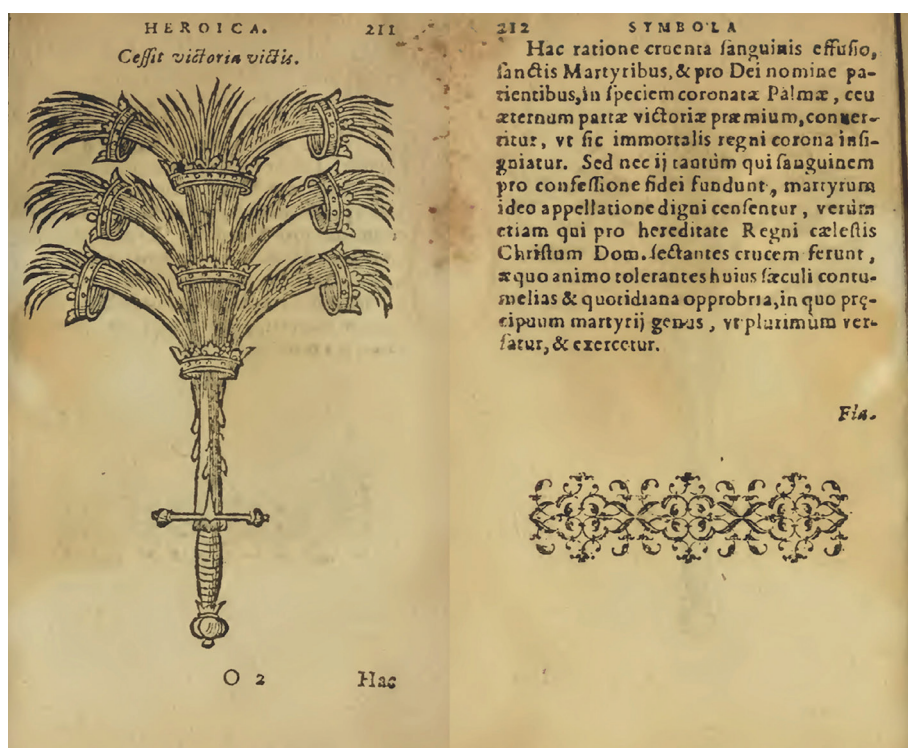 HEROICA. 211
Ceſſit victoria victis.
O 2 Hac
212 SYMBOLA
Hac ratione cruenta ſanguinis effuſio,
ſanctis Martyribus, & pro Dei nomine pa-
tientibus, in ſpeciem coronatæ Palmæ, ceu
æternum partæ victoriæ præmium, conuer-
titur, vt ſic immortalis regni corona inſi-
gniatur. Sed nec ij tantùm qui ſanguinem
pro confeſſione fidei fundunt, martyrum
ideo appellatione digni cenſentur, verùm
etiam qui pro hereditate Regni cæleſtis
Chriſtum Dom. ſectantes crucem ferunt,
æquo animo tolerantes huius ſæculi contu-
melias & quotidiana opprobria, in quo prę-
cipuum martyrij genus, vt plurimùm ver-
ſatur, & exercetur.
Fla.